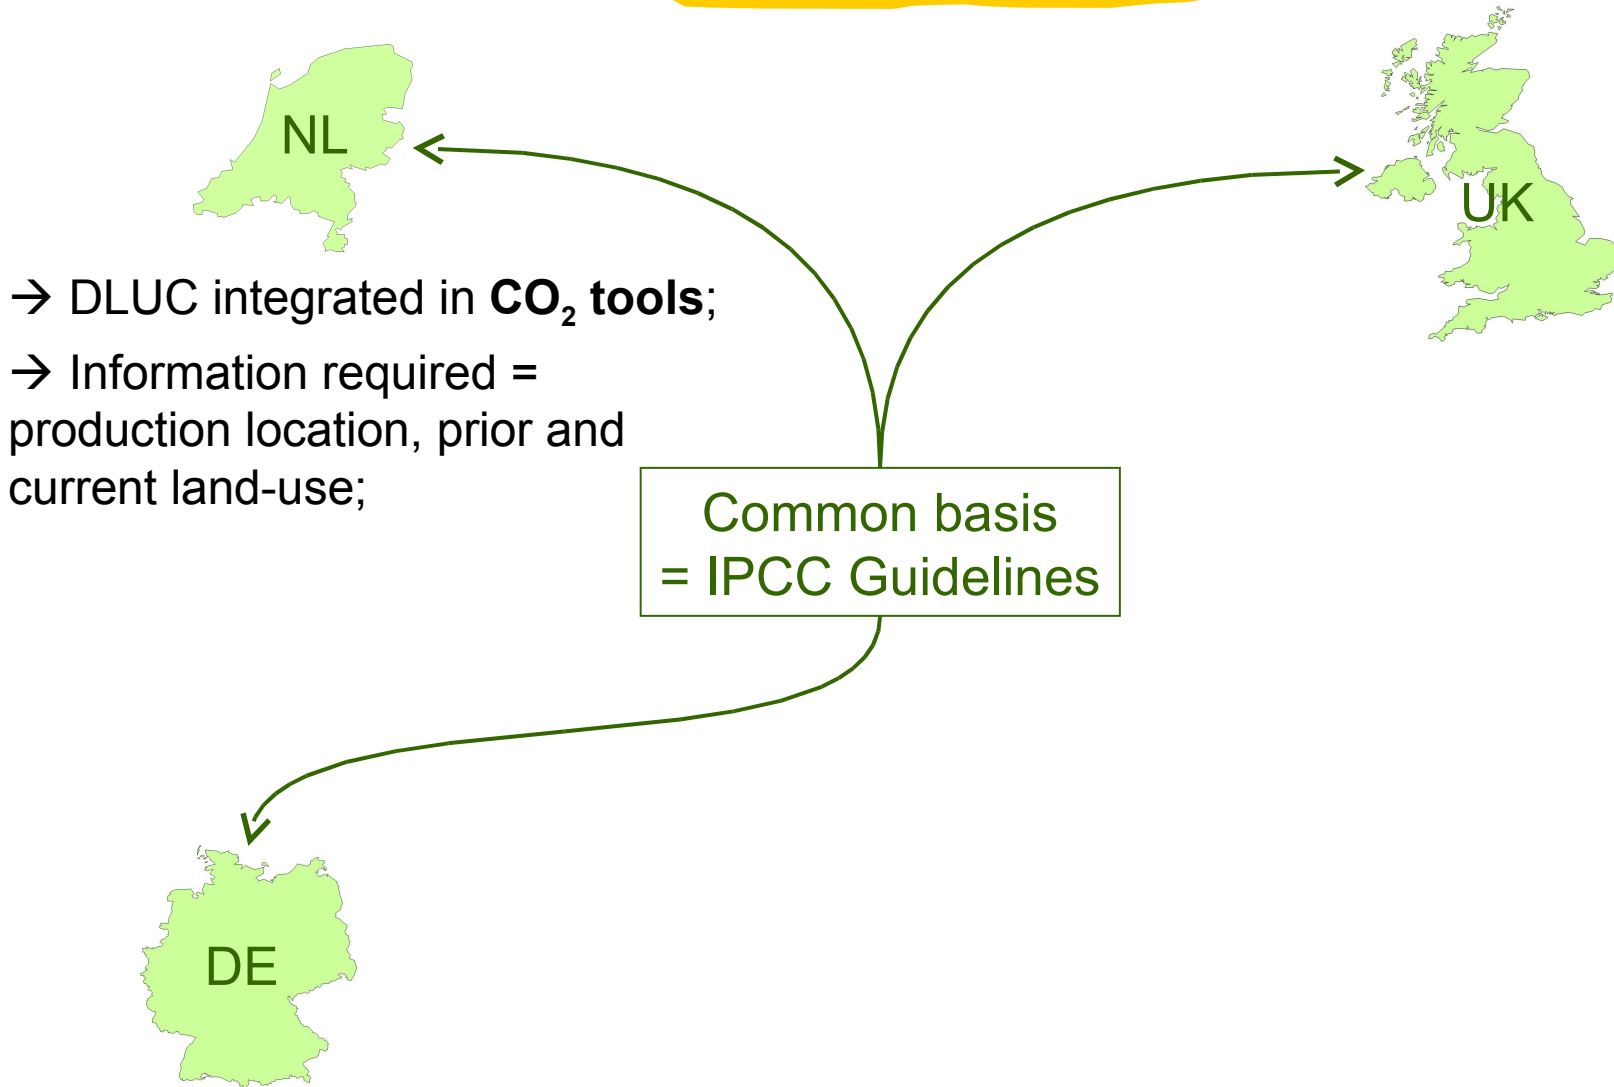 NL
UK
→ DLUC integrated in CO₂ tools;
→ Information required =
production location, prior and
current land-use;
Common basis
= IPCC Guidelines
DE